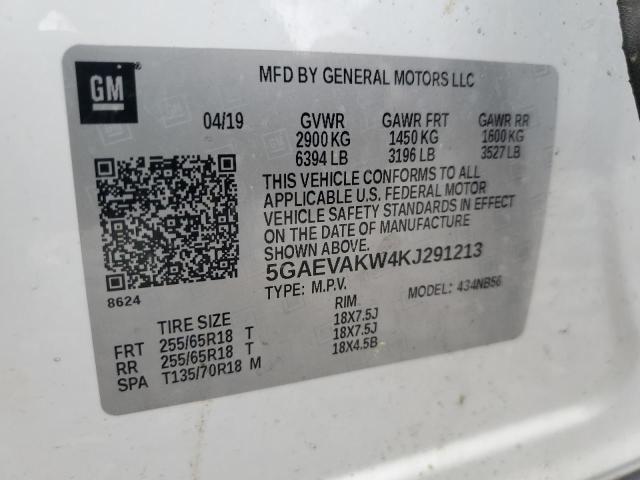 GM
MFD BY GENERAL MOTORS LLC
04/19 GVWR GAWR FRT GAWR RR
2900 KG 1450 KG 1600 KG
6394 LB 3196 LB 3527 LB
THIS VEHICLE CONFORMS TO ALL
APPLICABLE U.S. FEDERAL MOTOR
VEHICLE SAFETY STANDARDS IN EFFECT
ON THE DATE OF MANUFACTURE
SHOWN ABOVE.
5GAEVAKW4KJ291213
8624
TYPE: M.P.V. MODEL: 434NB56
TIRE SIZE RIM
FRT 255/65R18 T 18X7.5J
RR 255/65R18 T 18X7.5J
SPA T135/70R18 M 18X4.5B